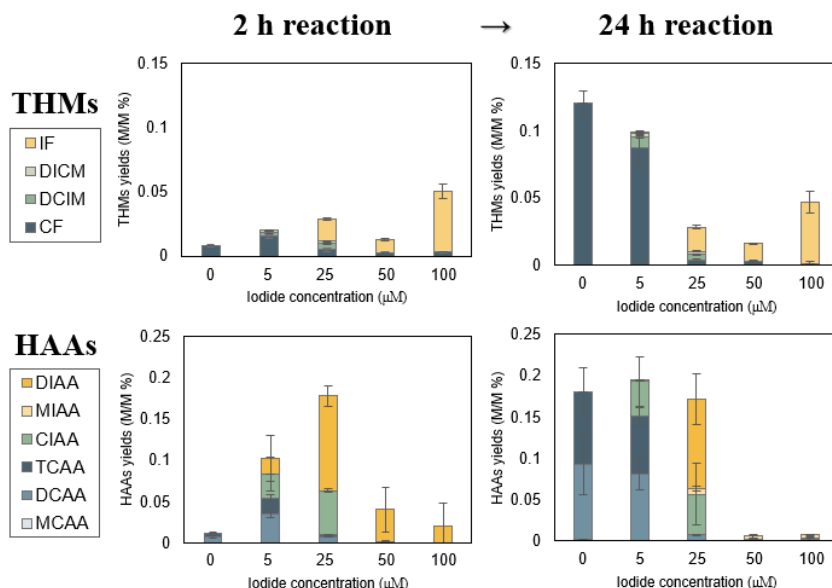 2 h reaction → 24 h reaction
THMs
IF
DICM
DCIM
CF
THMs yields (M/M %)
0.15
0.1
0.05
0
0 5 25 50 100
Iodide concentration (μM)
THMs yields (M/M %)
0.15
0.1
0.05
0
0 5 25 50 100
Iodide concentration (μM)
HAAs
DIAA
MIAA
CIAA
TCAA
DCAA
MCAA
HAAs yields (M/M %)
0.25
0.2
0.15
0.1
0.05
0
0 5 25 50 100
Iodide concentration (μM)
HAAs yields (M/M %)
0.25
0.2
0.15
0.1
0.05
0
0 5 25 50 100
Iodide concentration (μM)